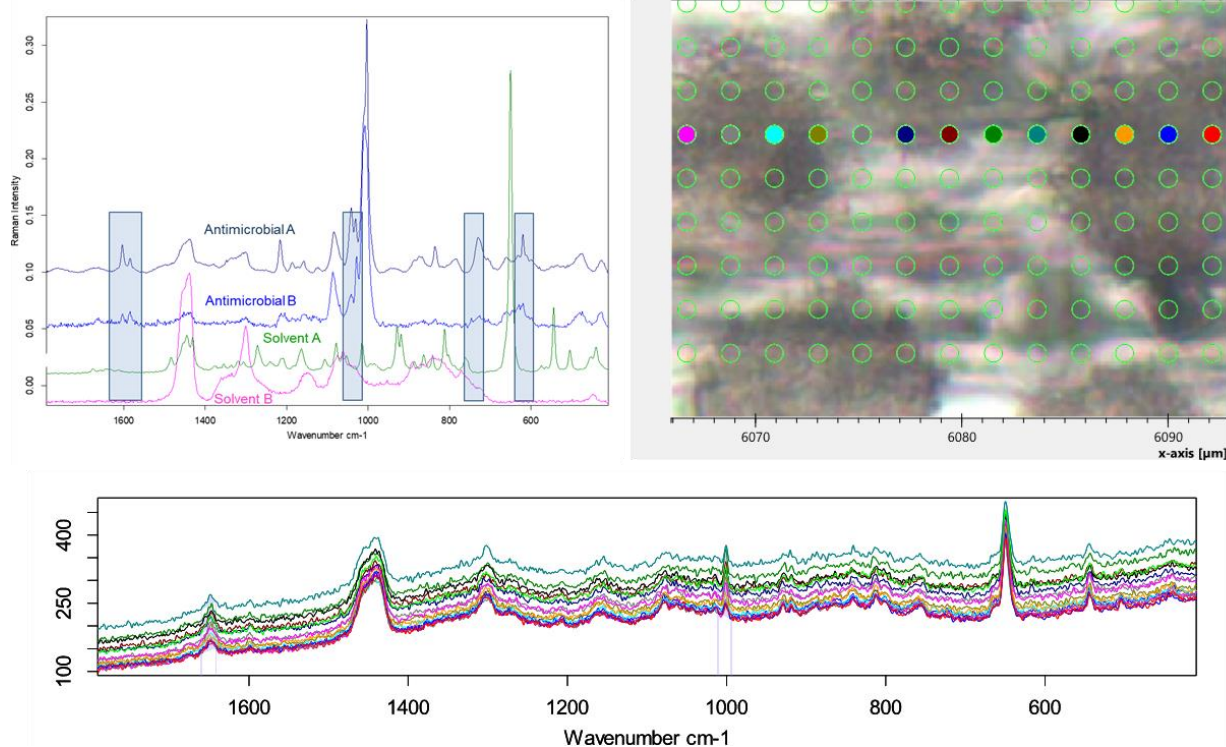 0.30
0.25
0.20
0.15
0.10
0.05
0.00
Raman Intensity
Antimicrobial A
Antimicrobial B
Solvent A
Solvent B
1600 1400 1200 1000 800 600
Wavenumber cm-1
6070 6080 6090
x-axis [µm]
400
250
100
1600 1400 1200 1000 800 600
Wavenumber cm-1